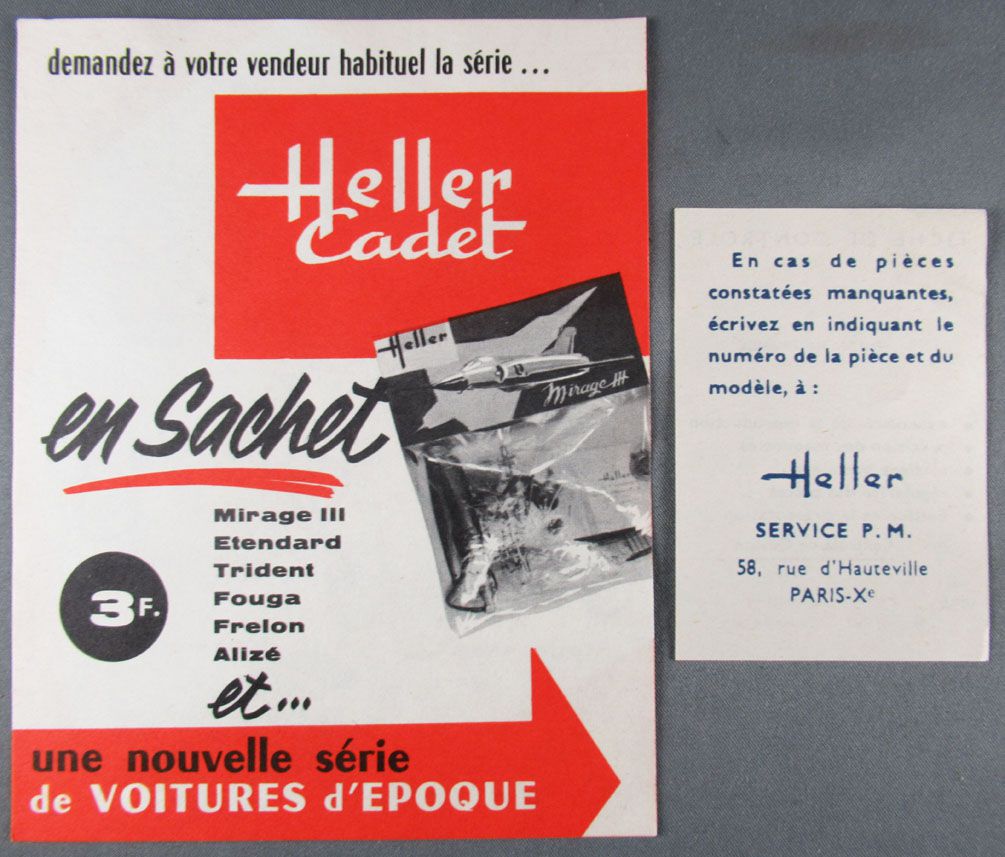 demandez à votre vendeur habituel la série ...
Heller
Cadet
en Sachet
Heller
Mirage III
Heller
Mirage III
Etendard
Trident
Fouga
Frelon
Alizé
3F.
et...
une nouvelle série
de VOITURES d'EPOQUE
En cas de pièces
constatées manquantes,
écrivez en indiquant le
numéro de la pièce et du
modèle, à :
Heller
SERVICE P. M.
58, rue d'Hauteville
PARIS-Xe